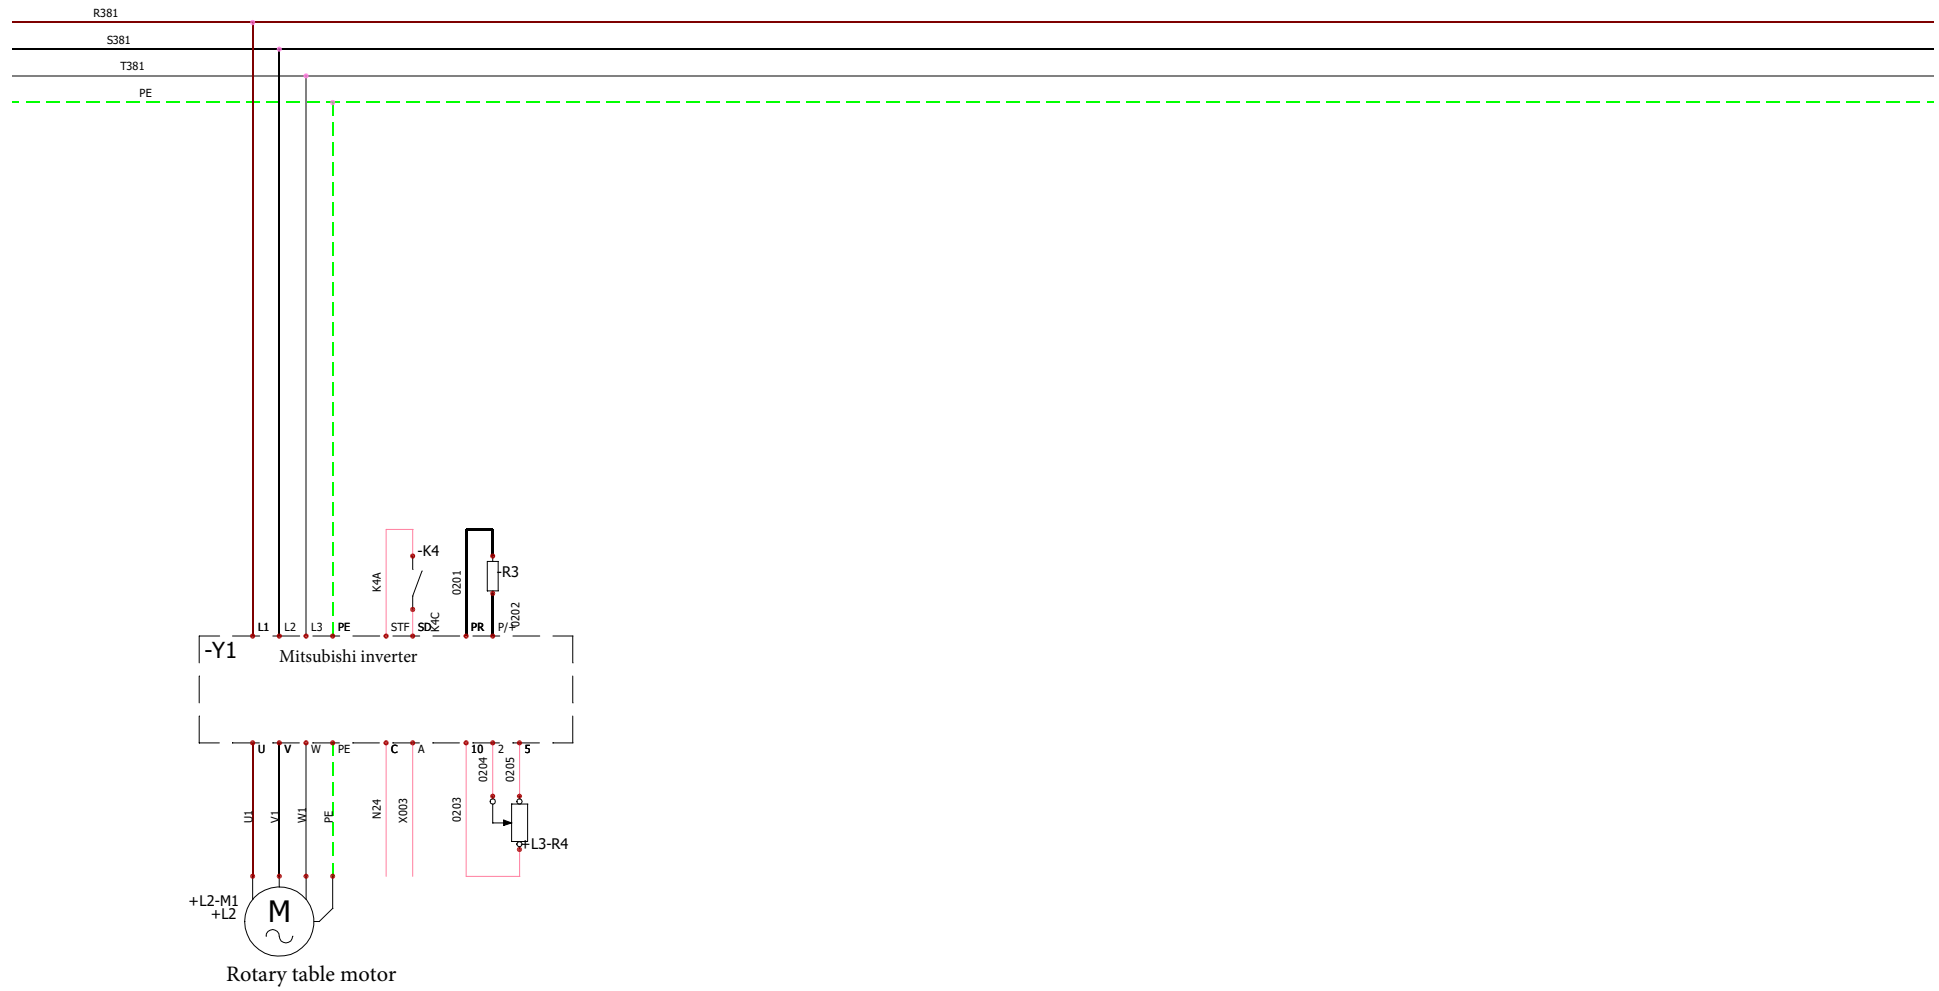 R381
S381
T381
PE
-K4
K4A
0201
-R3
K4C
0202
L1
L2
L3
PE
STF
SD
PR
P/+
-Y1
Mitsubishi inverter
U
V
W
PE
C
A
10
2
5
0204
0205
U1
V1
W1
PE
N24
X003
0203
+L3-R4
+L2-M1
+L2
M
Rotary table motor